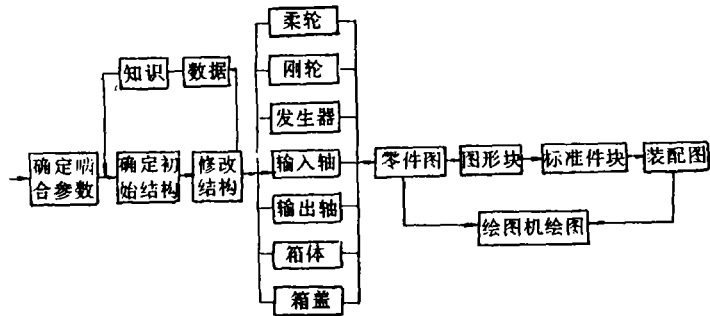 知识
数据
确定啮
合参数
确定初
始结构
修改
结构
柔轮
刚轮
发生器
输入轴
输出轴
箱体
箱盖
零件图
图形块
标准件块
装配图
绘图机绘图